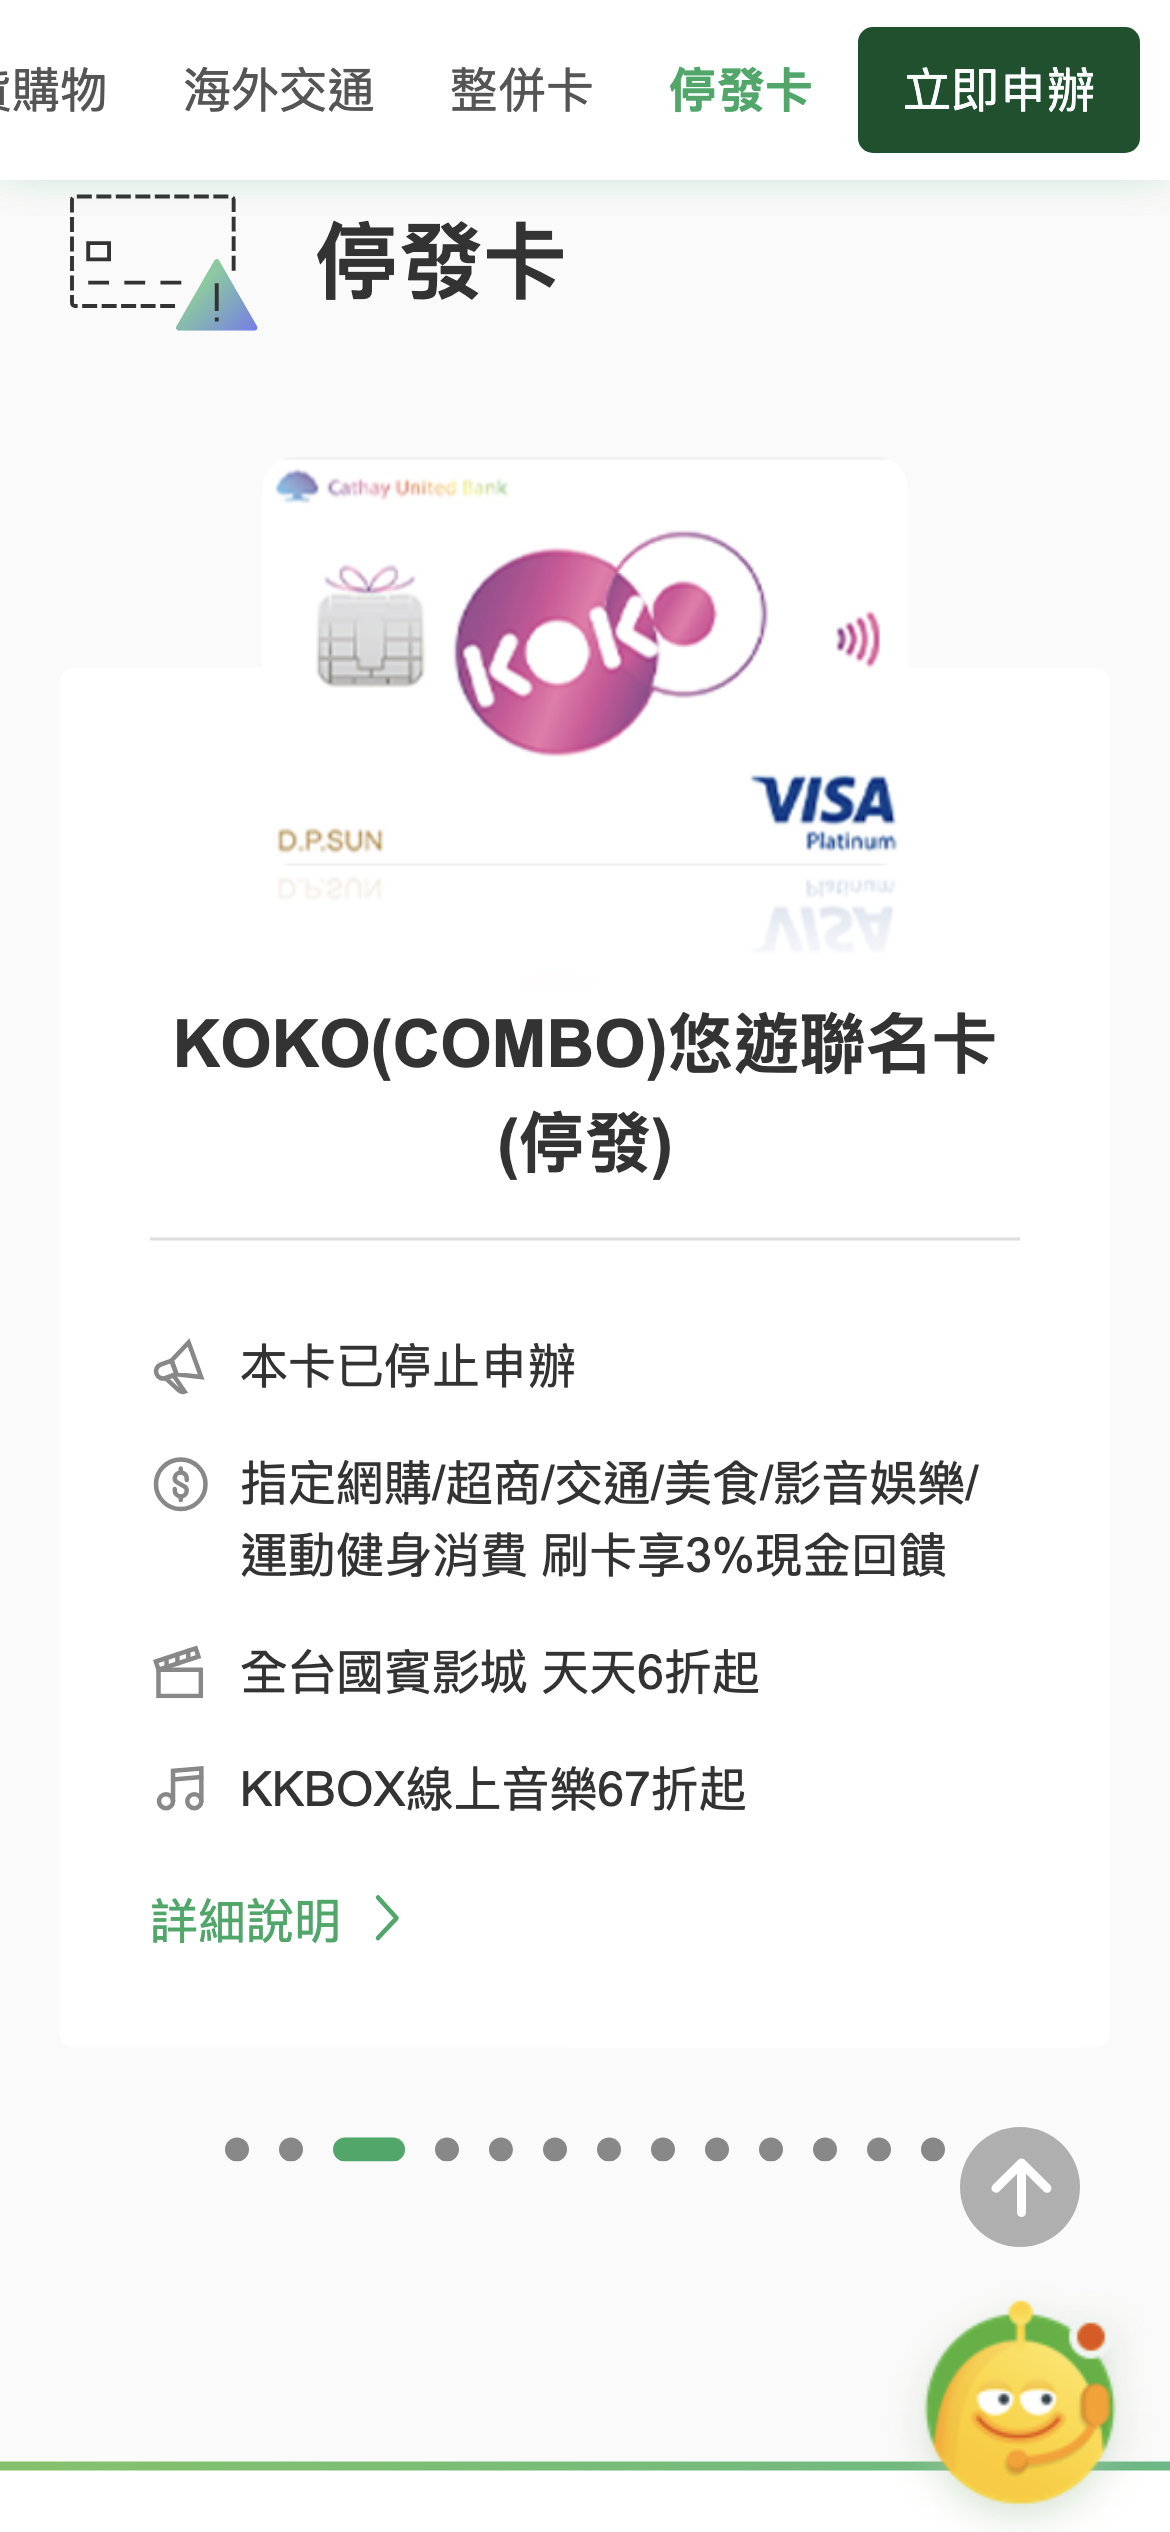 購物 海外交通 整併卡 停發卡 立即申辦
停發卡
Cathay United Bank
KOKO
VISA
Platinum
D.P.SUN
KOKO(COMBO)悠遊聯名卡
(停發)
本卡已停止申辦
指定網購/超商/交通/美食/影音娛樂/
運動健身消費 刷卡享3%現金回饋
全台國賓影城 天天6折起
KKBOX線上音樂67折起
詳細說明